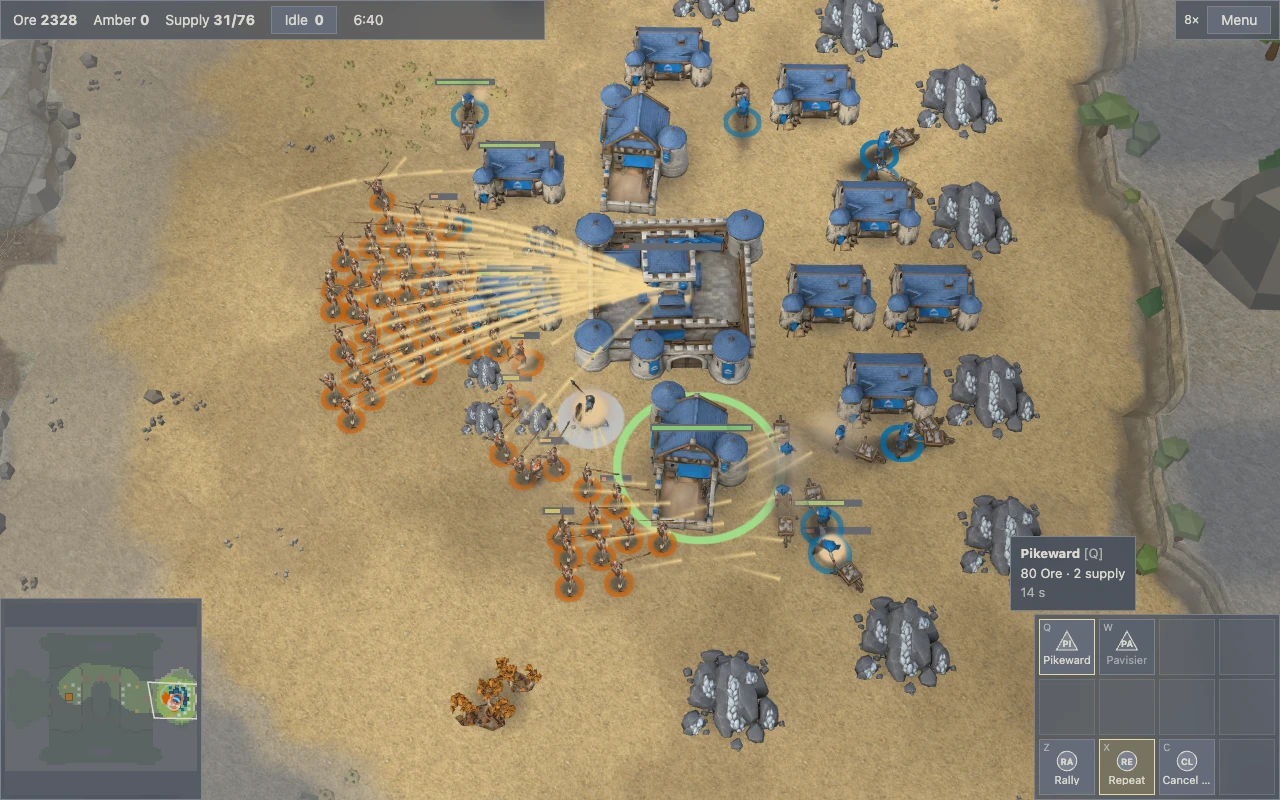 Ore 2328 Amber 0 Supply 31/76 Idle 0 6:40
8× Menu
Pikeward [Q]
80 Ore · 2 supply
14 s
Q W
PI PA
Pikeward Pavisier
Z X C
RA RE CL
Rally Repeat Cancel ...